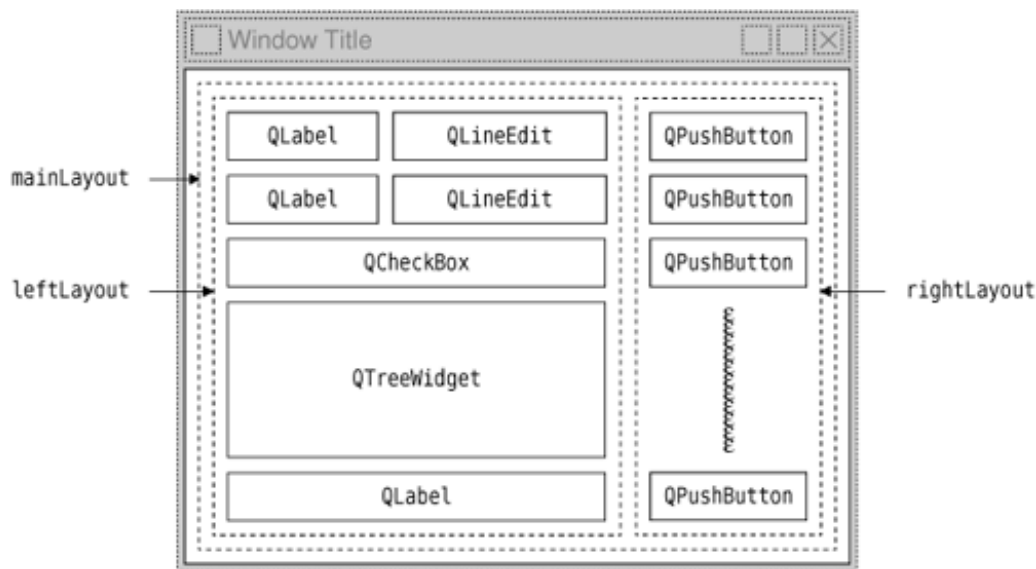 Window Title
QLabel QLineEdit QPushButton
mainLayout
QLabel QLineEdit QPushButton
QCheckBox QPushButton
leftLayout
rightLayout
QTreeWidget
QLabel QPushButton